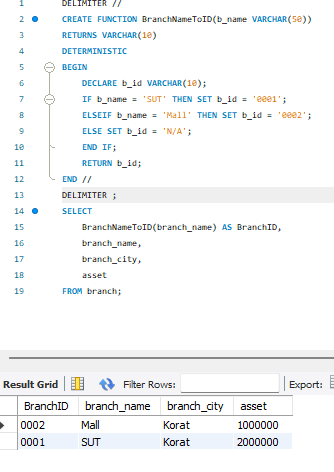 1 DELIMITER //
2 CREATE FUNCTION BranchNameToID(b_name VARCHAR(50))
3 RETURNS VARCHAR(10)
4 DETERMINISTIC
5 BEGIN
6 DECLARE b_id VARCHAR(10);
7 IF b_name = 'SUT' THEN SET b_id = '0001';
8 ELSEIF b_name = 'Mall' THEN SET b_id = '0002';
9 ELSE SET b_id = 'N/A';
10 END IF;
11 RETURN b_id;
12 END //
13 DELIMITER ;
14 SELECT
15 BranchNameToID(branch_name) AS BranchID,
16 branch_name,
17 branch_city,
18 asset
19 FROM branch;
Result Grid Filter Rows: Export:
BranchID branch_name branch_city asset
0002 Mall Korat 1000000
0001 SUT Korat 2000000